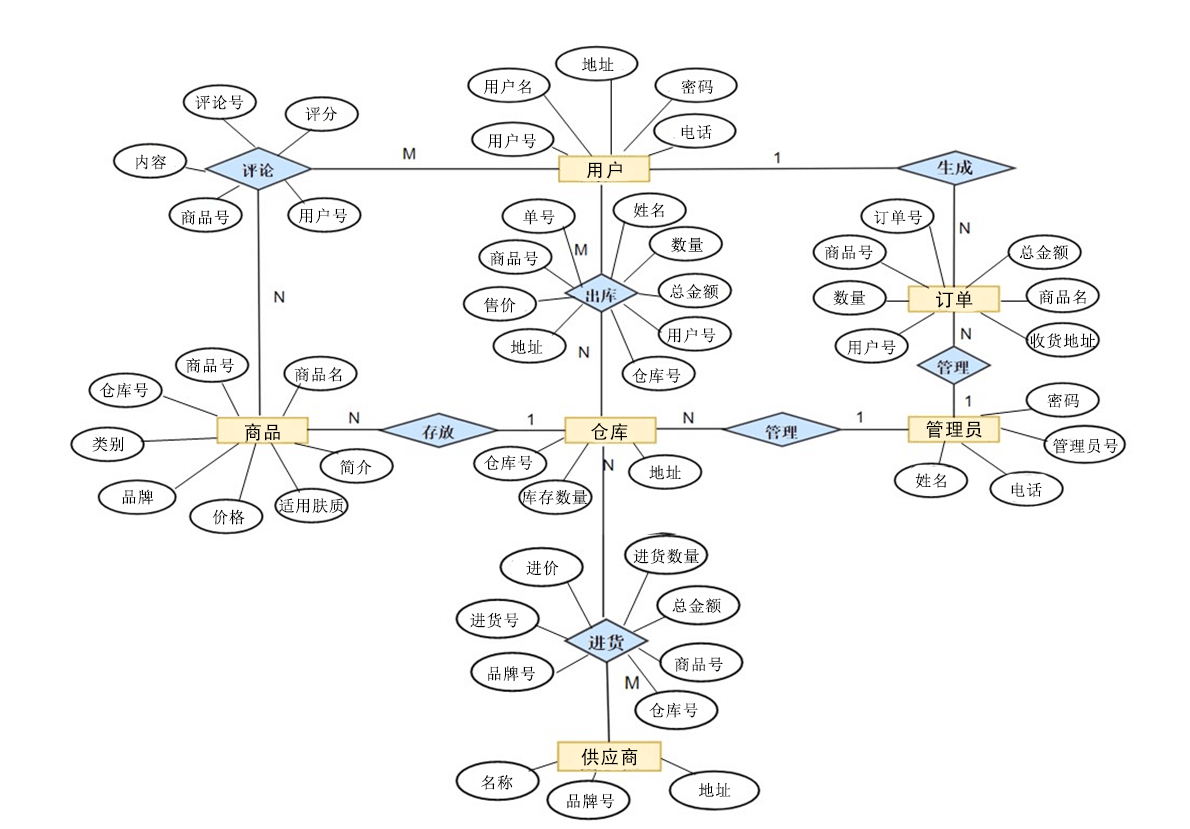 地址
用户名
密码
评论号
评分
用户号
电话
内容
评论
M
用户
1
生成
商品号
用户号
单号
姓名
订单号
N
M
数量
商品号
商品号
总金额
N
出库
总金额
售价
数量
订单
商品名
地址
用户号
用户号
N
收货地址
N
商品号
商品名
仓库号
管理
仓库号
1
密码
类别
商品
N
存放
1
仓库
N
管理
1
管理员
管理员号
简介
仓库号
N
地址
姓名
电话
品牌
价格
适用肤质
库存数量
进价
进货数量
进货号
总金额
进货
品牌号
商品号
M
仓库号
供应商
名称
品牌号
地址